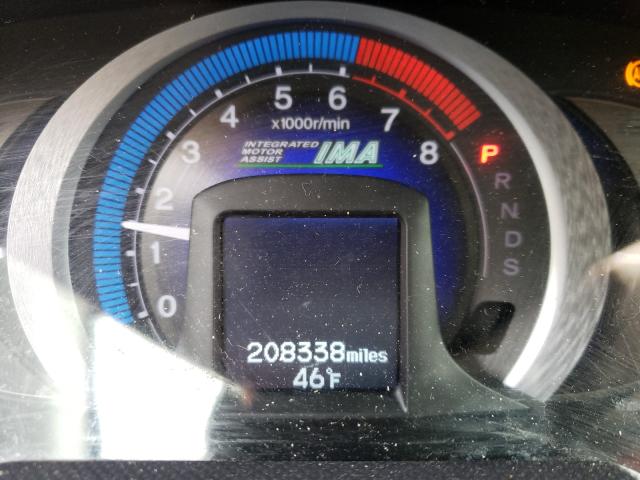 0
1
2
3
4
5
6
7
8
x1000r/min
INTEGRATED
MOTOR
ASSIST
IMA
P
R
N
D
S
208338miles
46°F